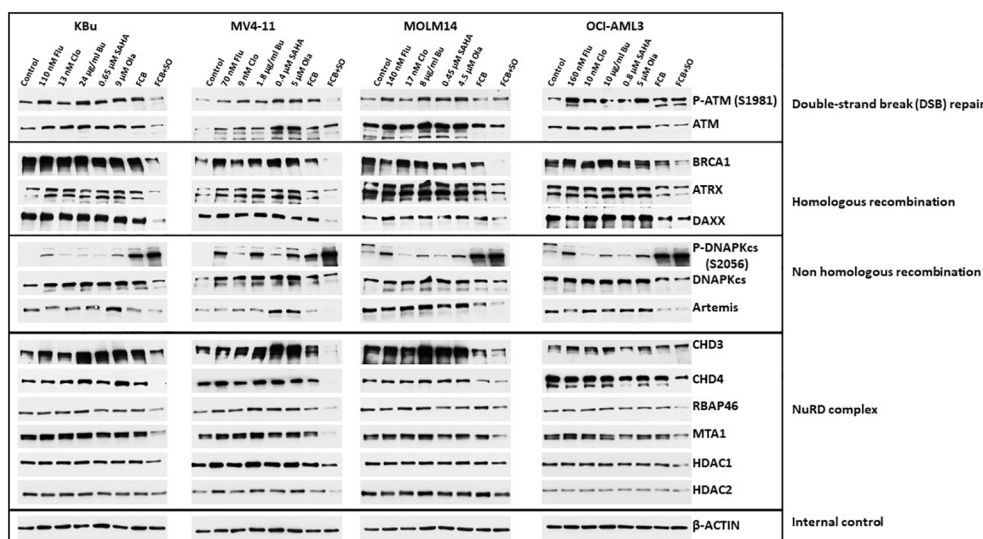 KBu MV4-11 MOLM14 OCI-AML3
Control 110 nM Flu 13 nM Clo 24 µg/ml Bu 0.65 µM SAHA 9 µM Ola FCB FCB+SO
Control 70 nM Flu 9 nM Clo 1.8 µg/ml Bu 0.4 µM SAHA 5 µM Ola FCB FCB+SO
Control 140 nM Flu 17 nM Clo 8 µg/ml Bu 0.45 µM SAHA 4.5 µM Ola FCB FCB+SO
Control 160 nM Flu 10 nM Clo 10 µg/ml Bu 0.8 µM SAHA 5 µM Ola FCB FCB+SO
P-ATM (S1981)
Double-strand break (DSB) repair
ATM
BRCA1
ATRX
Homologous recombination
DAXX
P-DNAPKcs
(S2056)
Non homologous recombination
DNAPKcs
Artemis
CHD3
CHD4
RBAP46
NuRD complex
MTA1
HDAC1
HDAC2
β-ACTIN
Internal control